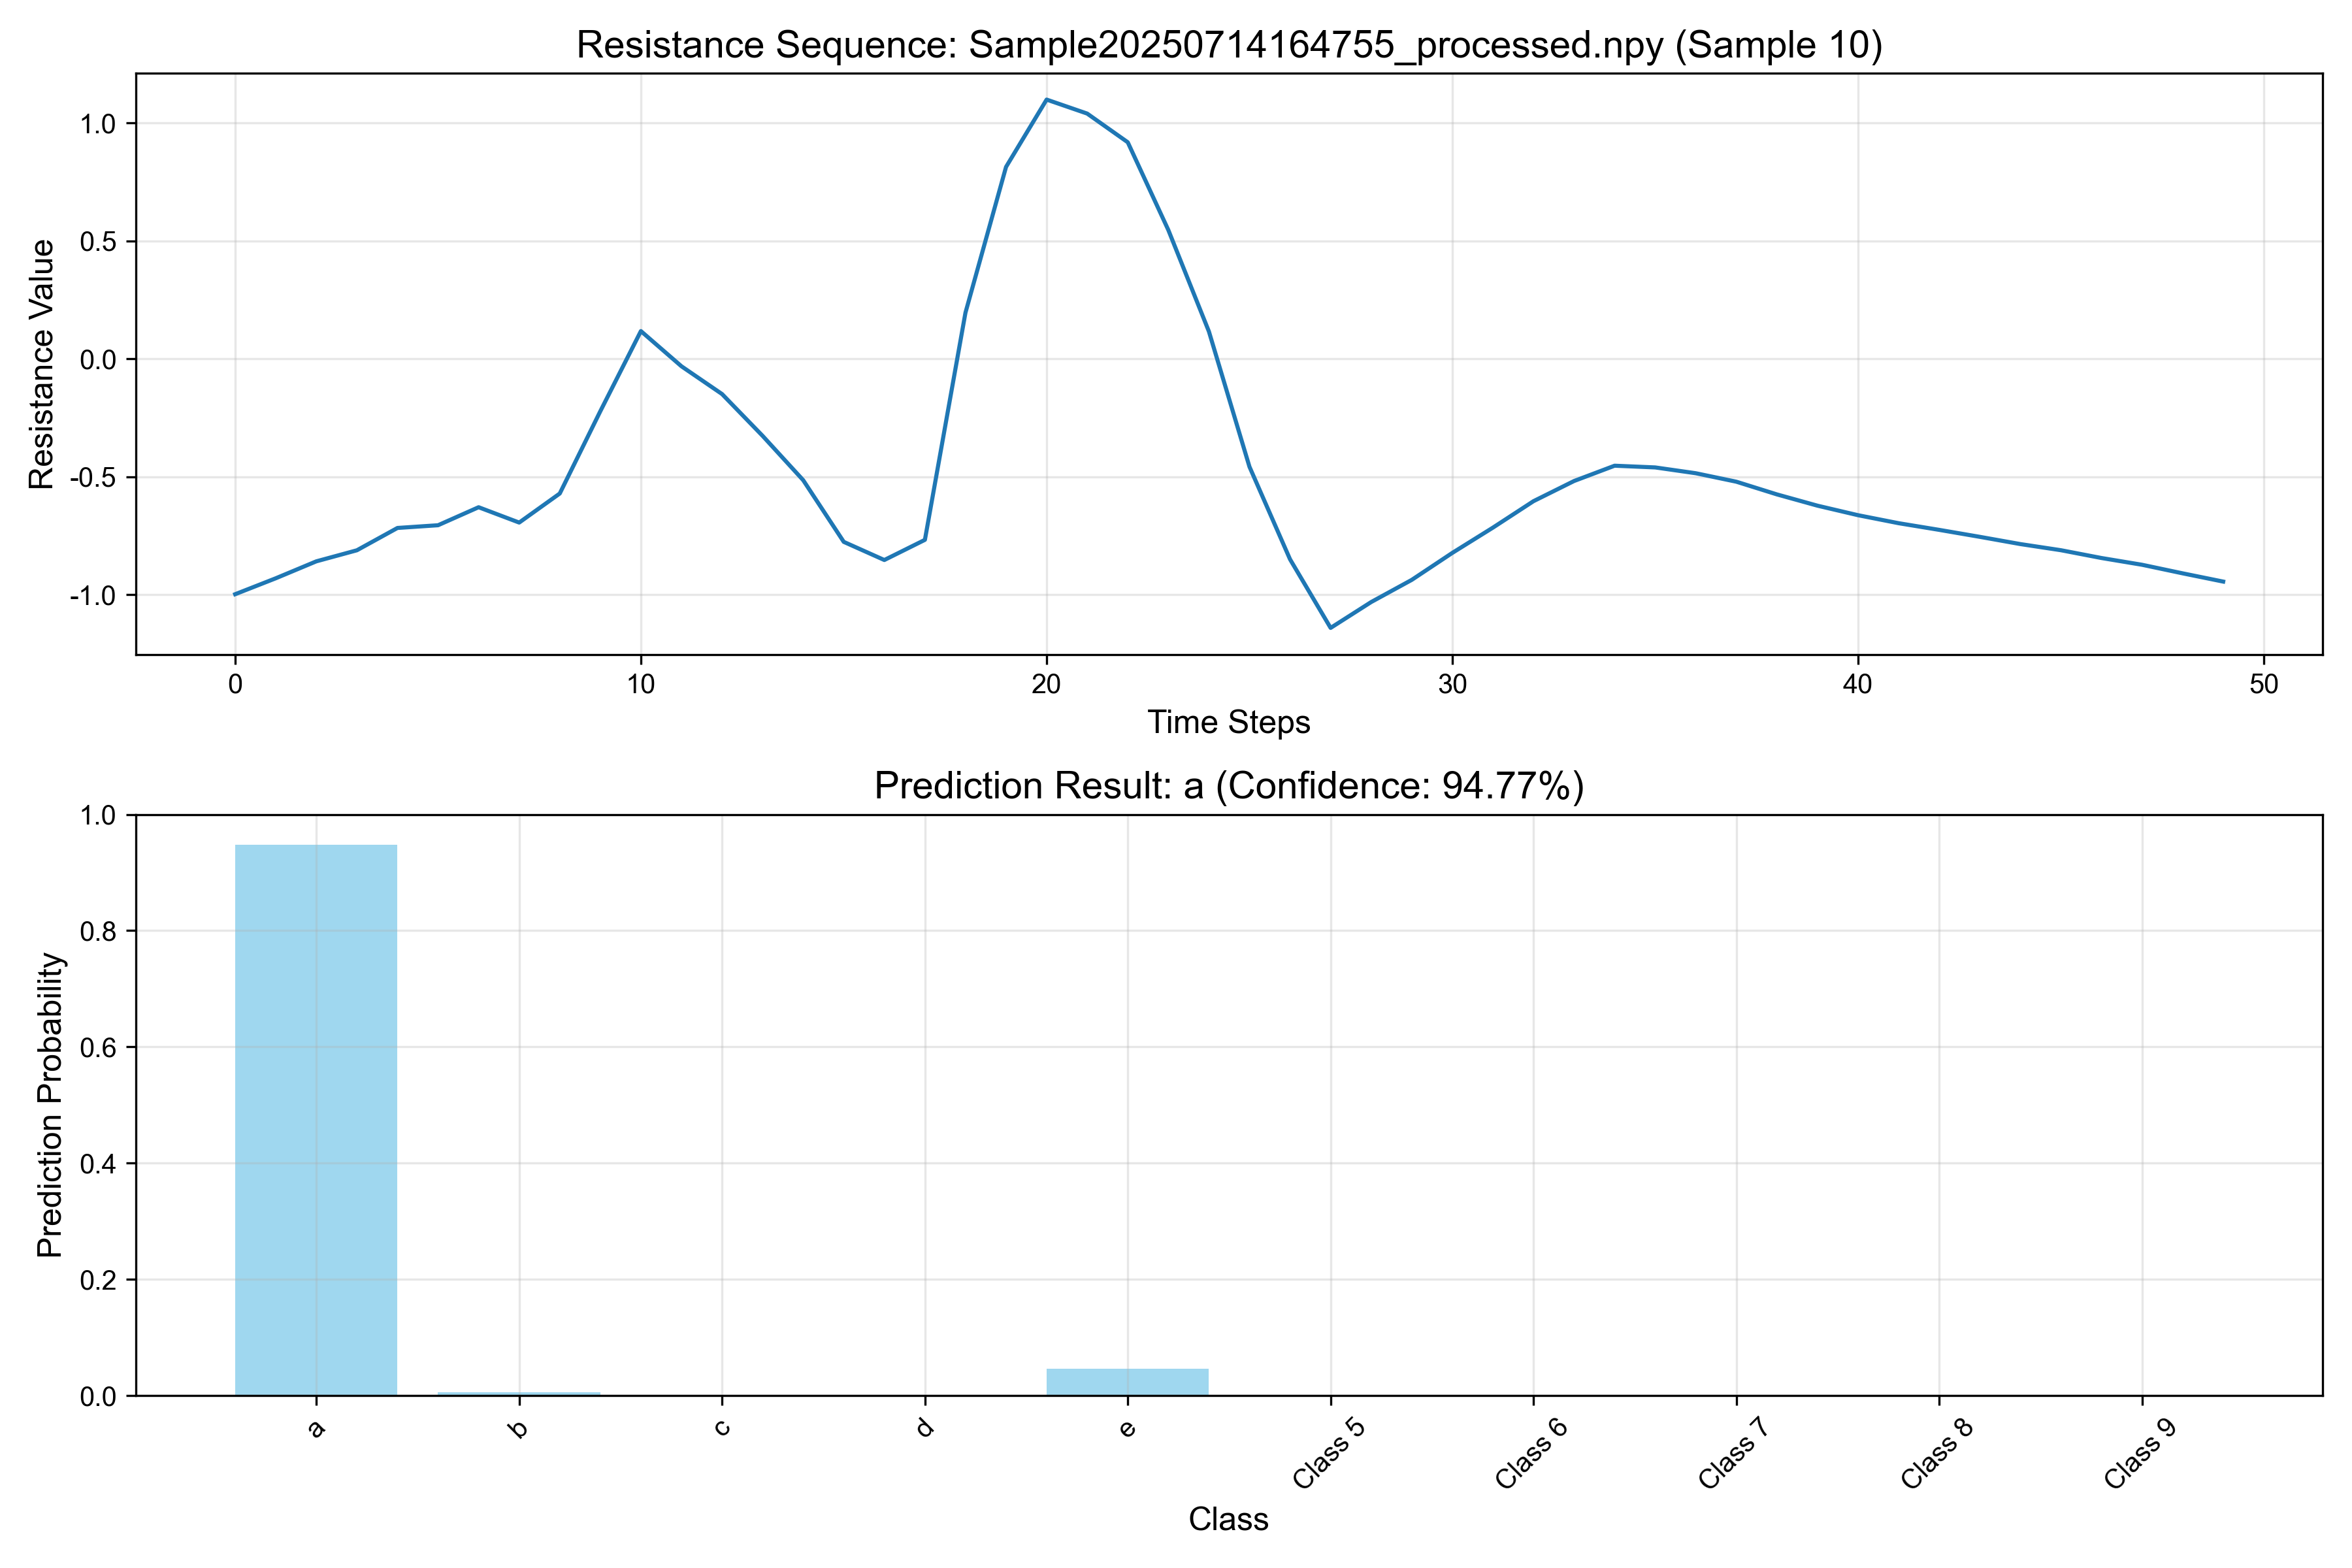 Resistance Sequence: Sample20250714164755_processed.npy (Sample 10)
Resistance Value
1.0
0.5
0.0
-0.5
-1.0
0 10 20 30 40 50
Time Steps
Prediction Result: a (Confidence: 94.77%)
Prediction Probability
1.0
0.8
0.6
0.4
0.2
0.0
a b c d e Class 5 Class 6 Class 7 Class 8 Class 9
Class